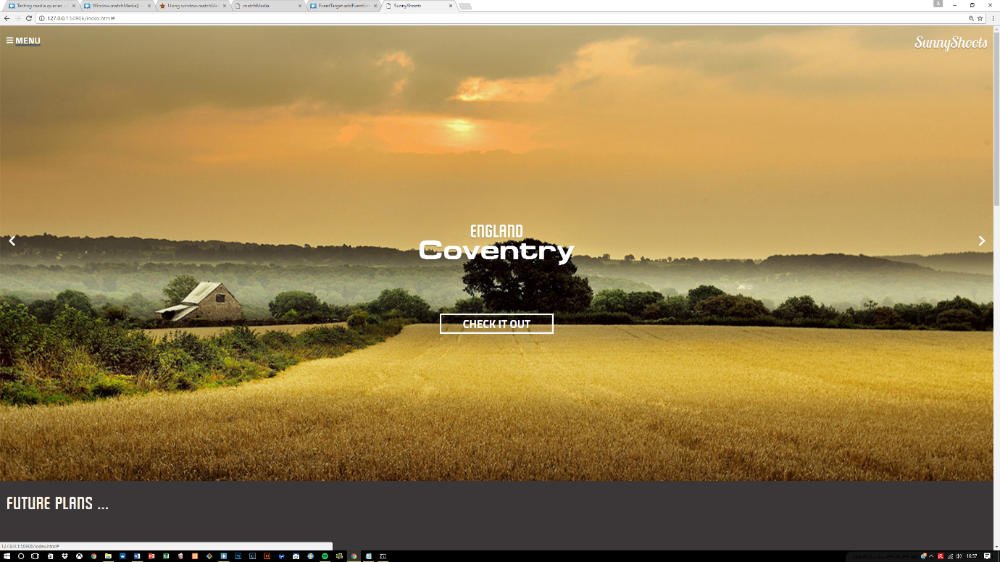 Testing media queries -
Window.matchMedia() -
Using window.matchMe
matchMedia
EventTarget.addEventList
SunnyShoots
127.0.0.1:50906/index.html#
MENU
SunnyShoots
ENGLAND
Coventry
CHECK IT OUT
FUTURE PLANS ...
127.0.0.1:50906/index.html#
16:57